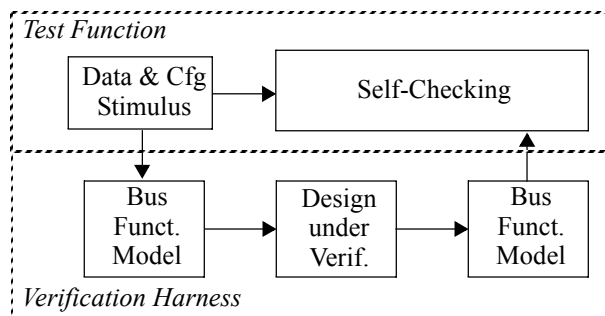 Test Function
Data & Cfg
Stimulus
Self-Checking
Bus
Funct.
Model
Design
under
Verif.
Bus
Funct.
Model
Verification Harness